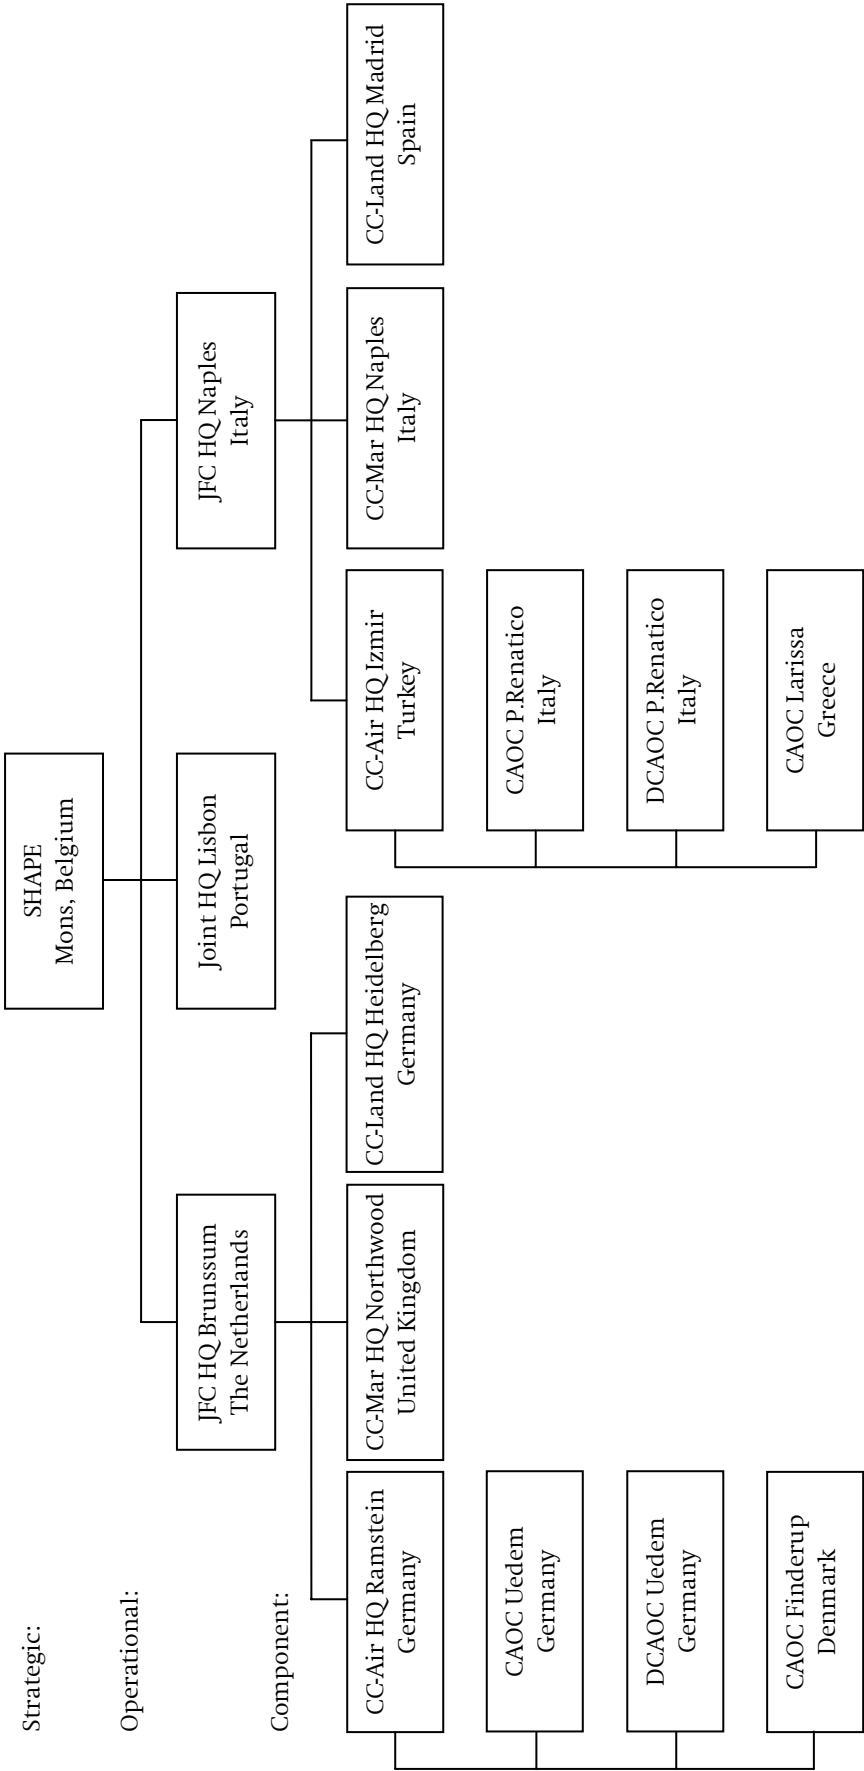 Strategic:
SHAPE
Mons, Belgium
Operational:
JFC HQ Brunssum
The Netherlands
Joint HQ Lisbon
Portugal
JFC HQ Naples
Italy
Component:
CC-Air HQ Ramstein
Germany
CC-Mar HQ Northwood
United Kingdom
CC-Land HQ Heidelberg
Germany
CC-Air HQ Izmir
Turkey
CC-Mar HQ Naples
Italy
CC-Land HQ Madrid
Spain
CAOC Uedem
Germany
CAOC P.Renatico
Italy
DCAOC Uedem
Germany
DCAOC P.Renatico
Italy
CAOC Finderup
Denmark
CAOC Larissa
Greece